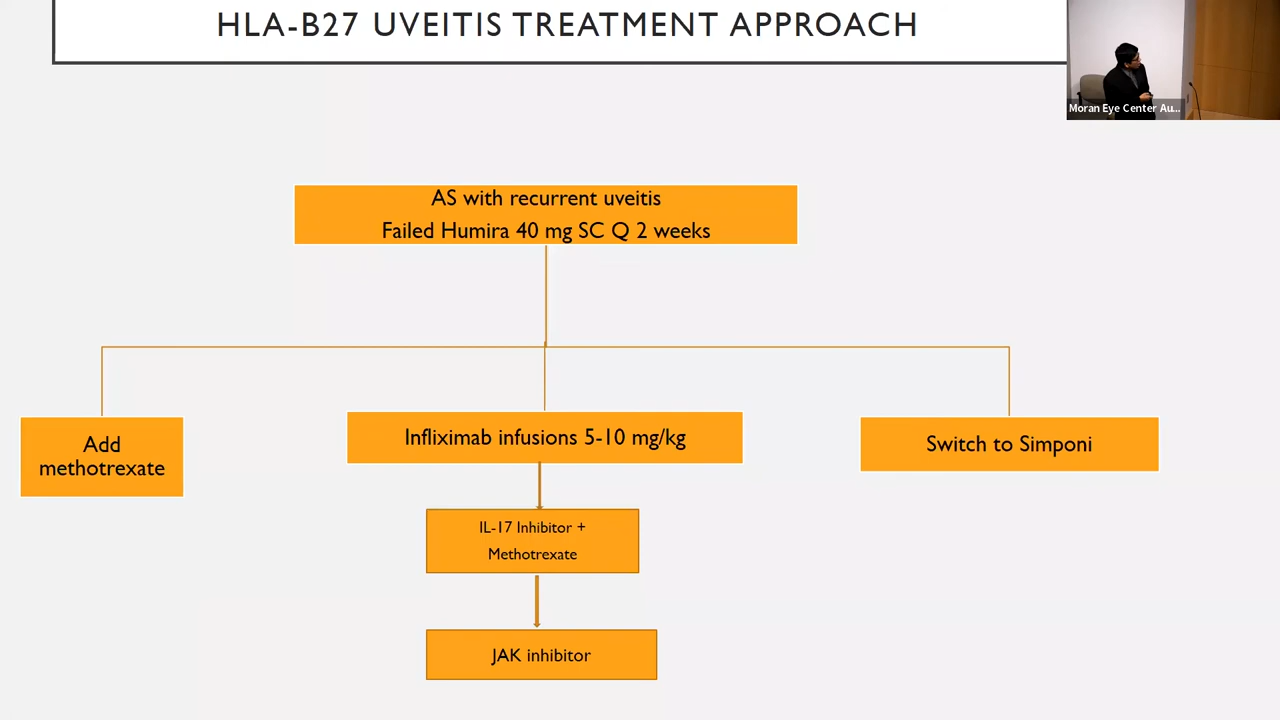 HLA-B27 UVEITIS TREATMENT APPROACH
Moran Eye Center Au...
AS with recurrent uveitis
Failed Humira 40 mg SC Q 2 weeks
Add
methotrexate
Infliximab infusions 5-10 mg/kg
Switch to Simponi
IL-17 Inhibitor +
Methotrexate
JAK inhibitor